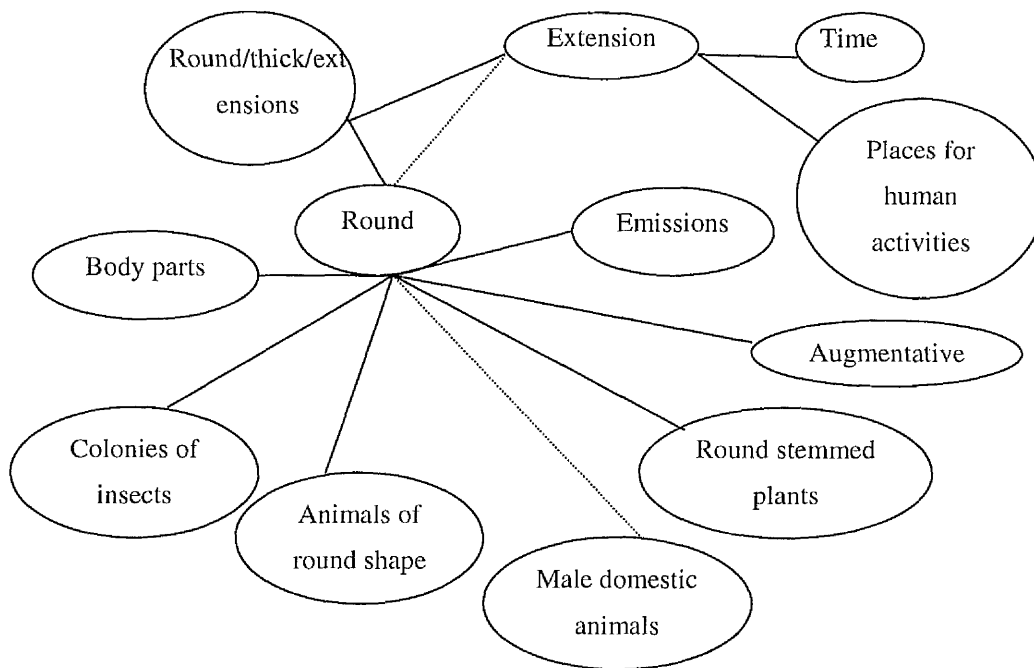 Round/thick/ext
ensions
Extension
Time
Places for
human
activities
Round
Emissions
Body parts
Augmentative
Colonies of
insects
Animals of
round shape
Round stemmed
plants
Male domestic
animals